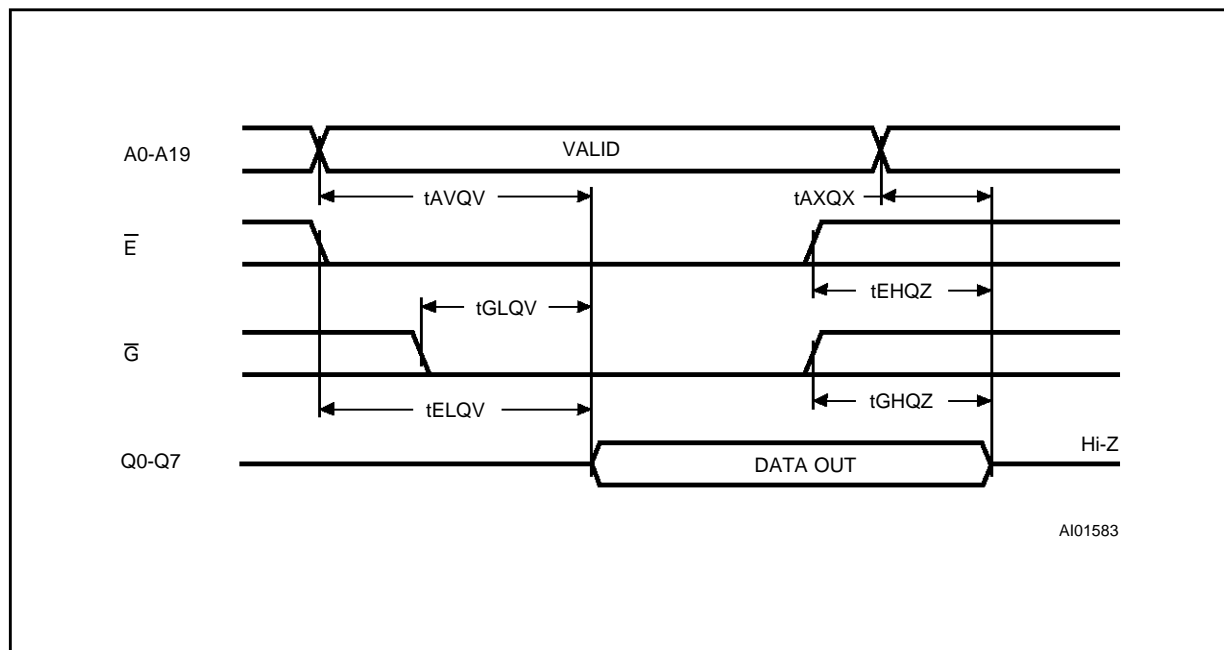 A0-A19
VALID
tAVQV
tAXQX
E̅
tEHQZ
tGLQV
G̅
tELQV
tGHQZ
Q0-Q7
DATA OUT
Hi-Z
AI01583